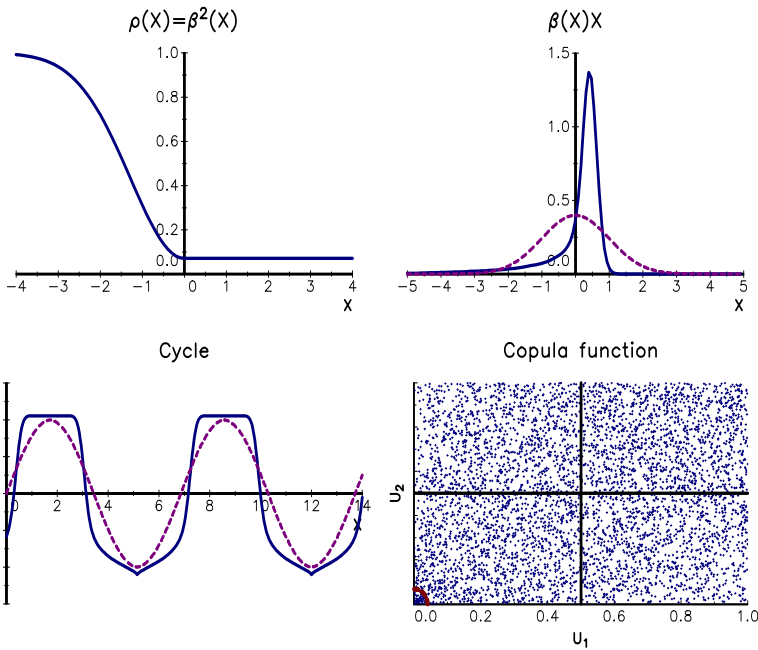 ρ(X)=β²(X)
1.0
0.8
0.6
0.4
0.2
0.0
−4 −3 −2 −1 0 1 2 3 4
X
β(X)X
1.5
1.0
0.5
0.0
−5 −4 −3 −2 −1 0 1 2 3 4 5
X
Cycle
0 2 4 6 8 10 12 14
X
Copula function
U₂
0.0 0.2 0.4 0.6 0.8 1.0
U₁